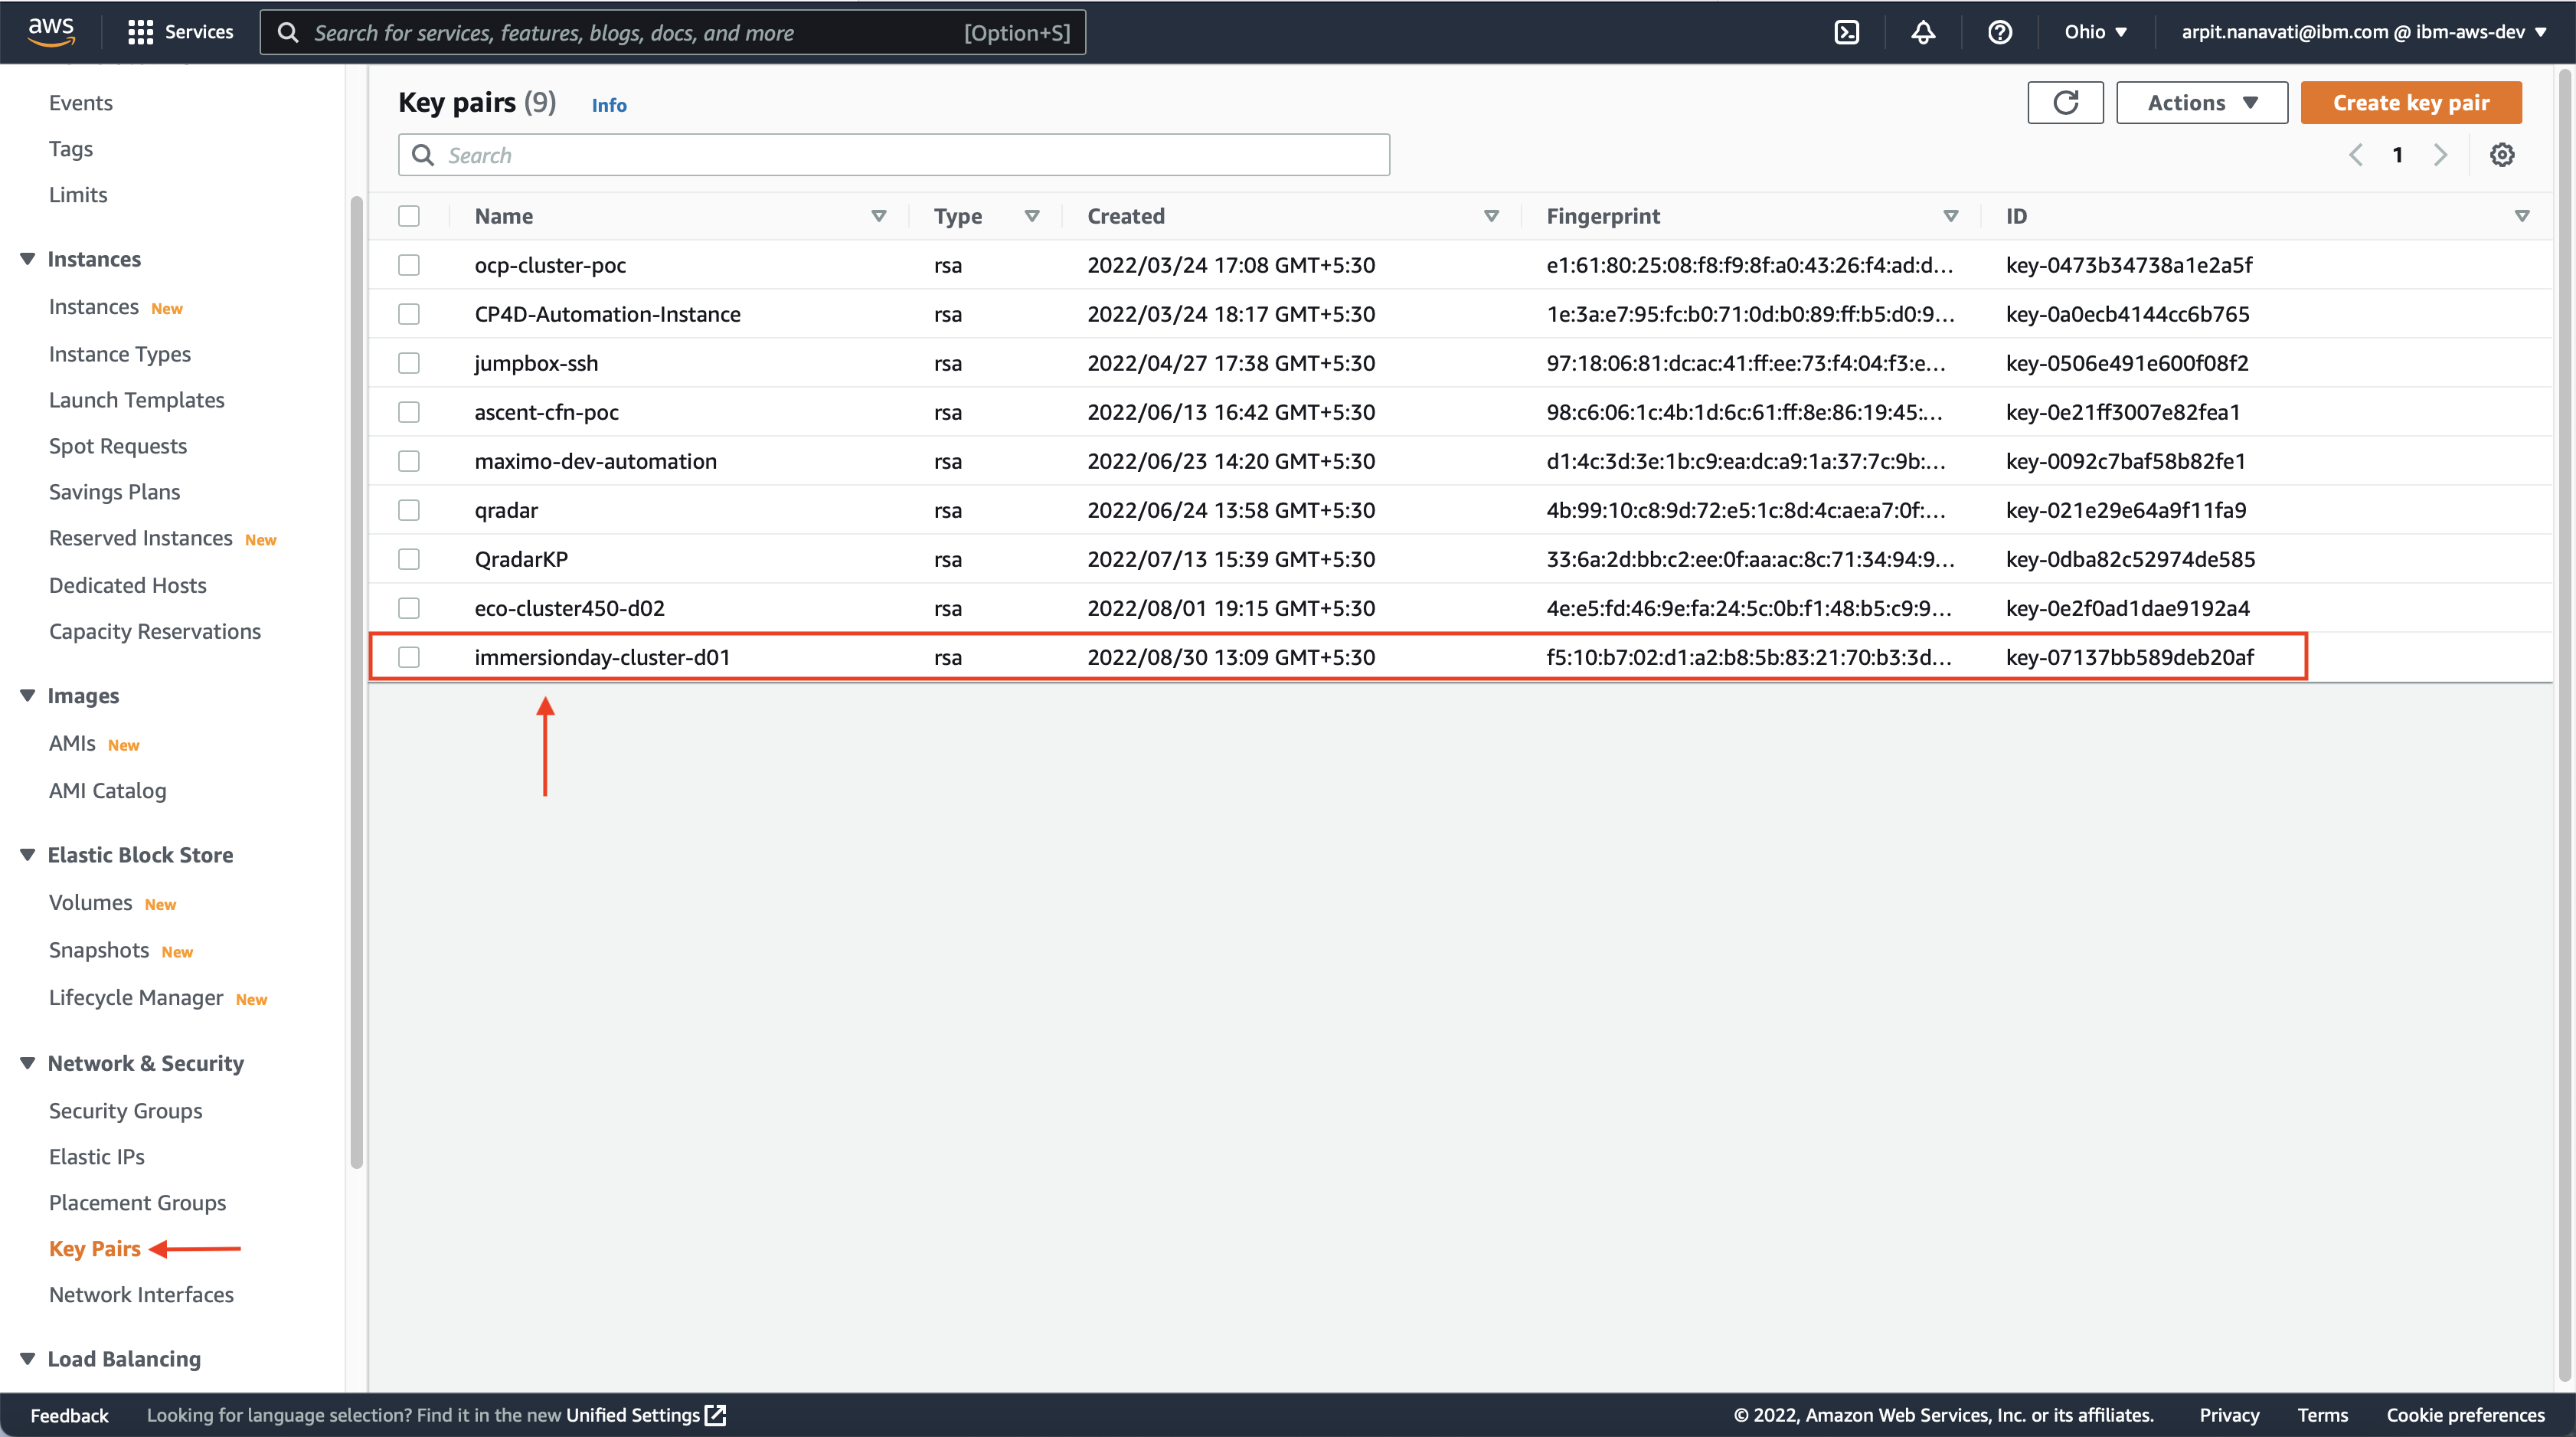 aws Services Search for services, features, blogs, docs, and more [Option+S] Ohio arpit.nanavati@ibm.com @ ibm-aws-dev
Events
Tags
Limits
Instances
Instances New
Instance Types
Launch Templates
Spot Requests
Savings Plans
Reserved Instances New
Dedicated Hosts
Capacity Reservations
Images
AMIs New
AMI Catalog
Elastic Block Store
Volumes New
Snapshots New
Lifecycle Manager New
Network & Security
Security Groups
Elastic IPs
Placement Groups
Key Pairs
Network Interfaces
Load Balancing
Key pairs (9) Info Actions Create key pair
Search 1
Name Type Created Fingerprint ID
ocp-cluster-poc rsa 2022/03/24 17:08 GMT+5:30 e1:61:80:25:08:f8:f9:8f:a0:43:26:f4:ad:d... key-0473b34738a1e2a5f
CP4D-Automation-Instance rsa 2022/03/24 18:17 GMT+5:30 1e:3a:e7:95:fc:b0:71:0d:b0:89:ff:b5:d0:9... key-0a0ecb4144cc6b765
jumpbox-ssh rsa 2022/04/27 17:38 GMT+5:30 97:18:06:81:dc:ac:41:ff:ee:73:f4:04:f3:e... key-0506e491e600f08f2
ascent-cfn-poc rsa 2022/06/13 16:42 GMT+5:30 98:c6:06:1c:4b:1d:6c:61:ff:8e:86:19:45:... key-0e21ff3007e82fea1
maximo-dev-automation rsa 2022/06/23 14:20 GMT+5:30 d1:4c:3d:3e:1b:c9:ea:dc:a9:1a:37:7c:9b:... key-0092c7baf58b82fe1
qradar rsa 2022/06/24 13:58 GMT+5:30 4b:99:10:c8:9d:72:e5:1c:8d:4c:ae:a7:0f:... key-021e29e64a9f11fa9
QradarKP rsa 2022/07/13 15:39 GMT+5:30 33:6a:2d:bb:c2:ee:0f:aa:ac:8c:71:34:94:9... key-0dba82c52974de585
eco-cluster450-d02 rsa 2022/08/01 19:15 GMT+5:30 4e:e5:fd:46:9e:fa:24:5c:0b:f1:48:b5:c9:9... key-0e2f0ad1dae9192a4
immersionday-cluster-d01 rsa 2022/08/30 13:09 GMT+5:30 f5:10:b7:02:d1:a2:b8:5b:83:21:70:b3:3d... key-07137bb589deb20af
Feedback Looking for language selection? Find it in the new Unified Settings © 2022, Amazon Web Services, Inc. or its affiliates. Privacy Terms Cookie preferences